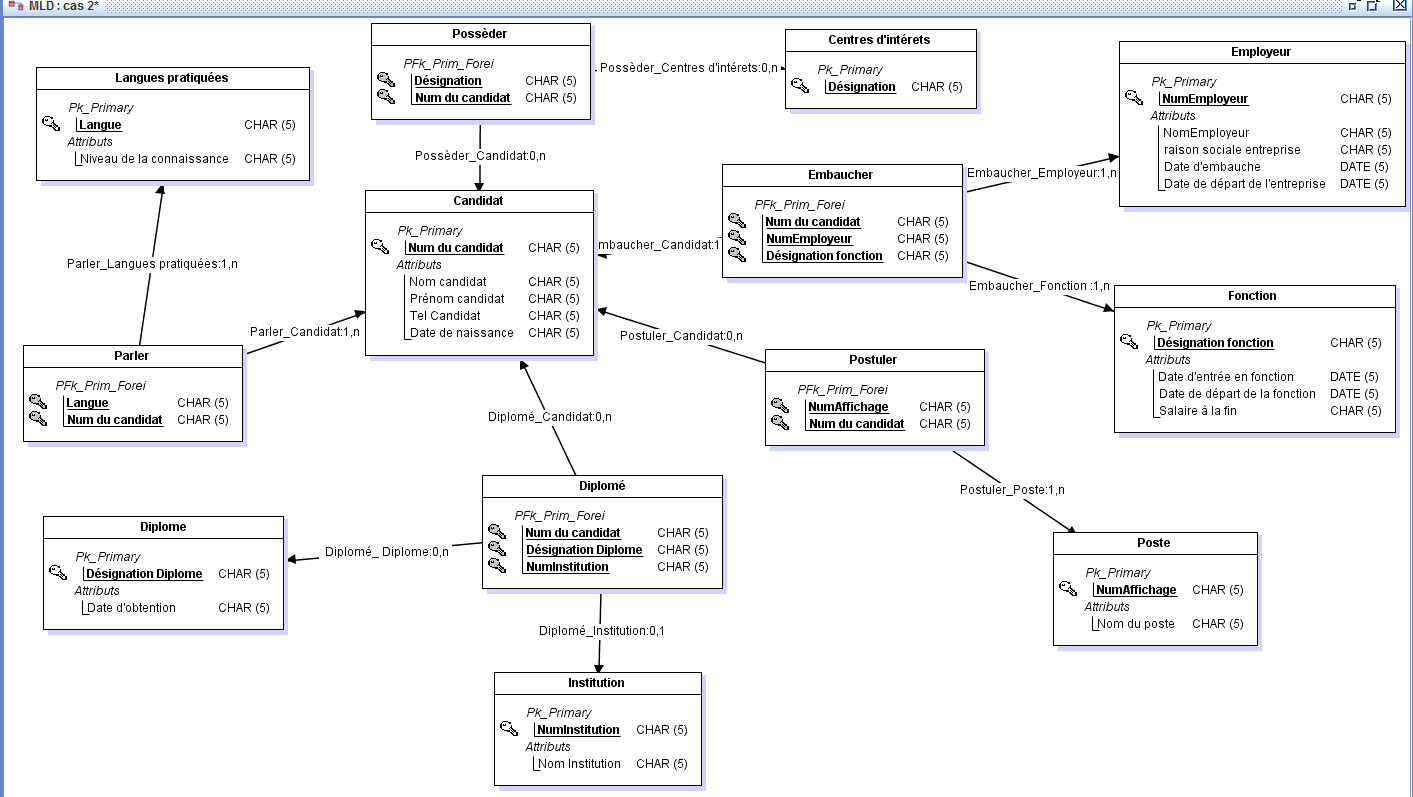 MLD : cas 2*
Possèder
PFk_Prim_Forei
Désignation CHAR (5)
Num du candidat CHAR (5)
Possèder_Centres d'intérets:0,n
Centres d'intérets
Pk_Primary
Désignation CHAR (5)
Employeur
Pk_Primary
NumEmployeur CHAR (5)
Attributs
NomEmployeur CHAR (5)
raison sociale entreprise CHAR (5)
Date d'embauche DATE (5)
Date de départ de l'entreprise DATE (5)
Langues pratiquées
Pk_Primary
Langue CHAR (5)
Attributs
Niveau de la connaissance CHAR (5)
Possèder_Candidat:0,n
Embaucher
PFk_Prim_Forei
Num du candidat CHAR (5)
NumEmployeur CHAR (5)
Désignation fonction CHAR (5)
Embaucher_Employeur:1,n
Candidat
Pk_Primary
Num du candidat CHAR (5)
Attributs
Nom candidat CHAR (5)
Prénom candidat CHAR (5)
Tel Candidat CHAR (5)
Date de naissance CHAR (5)
mbaucher_Candidat:1
Parler_Langues pratiquées:1,n
Embaucher_Fonction :1,n
Fonction
Pk_Primary
Désignation fonction CHAR (5)
Attributs
Date d'entrée en fonction DATE (5)
Date de départ de la fonction DATE (5)
Salaire à la fin CHAR (5)
Parler_Candidat:1,n
Postuler_Candidat:0,n
Parler
PFk_Prim_Forei
Langue CHAR (5)
Num du candidat CHAR (5)
Postuler
PFk_Prim_Forei
NumAffichage CHAR (5)
Num du candidat CHAR (5)
Diplomé_Candidat:0,n
Postuler_Poste:1,n
Diplomé
PFk_Prim_Forei
Num du candidat CHAR (5)
Désignation Diplome CHAR (5)
NumInstitution CHAR (5)
Diplome
Pk_Primary
Désignation Diplome CHAR (5)
Attributs
Date d'obtention CHAR (5)
Diplomé_ Diplome:0,n
Poste
Pk_Primary
NumAffichage CHAR (5)
Attributs
Nom du poste CHAR (5)
Diplomé_Institution:0,1
Institution
Pk_Primary
NumInstitution CHAR (5)
Attributs
Nom Institution CHAR (5)